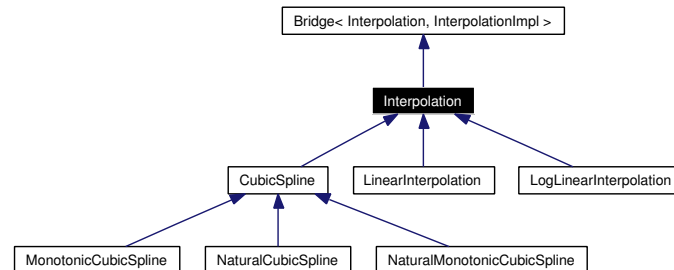 Bridge< Interpolation, InterpolationImpl >
Interpolation
CubicSpline
LinearInterpolation
LogLinearInterpolation
MonotonicCubicSpline
NaturalCubicSpline
NaturalMonotonicCubicSpline